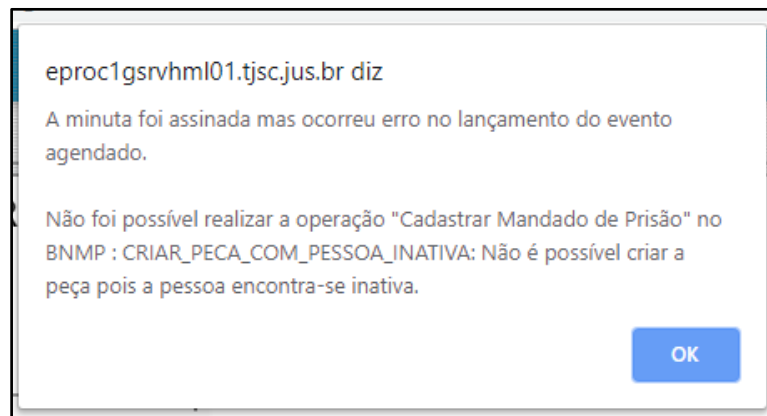 eproc1gsrvhml01.tjsc.jus.br diz
A minuta foi assinada mas ocorreu erro no lançamento do evento
agendado.
Não foi possível realizar a operação "Cadastrar Mandado de Prisão" no
BNMP : CRIAR_PECA_COM_PESSOA_INATIVA: Não é possível criar a
peça pois a pessoa encontra-se inativa.
OK